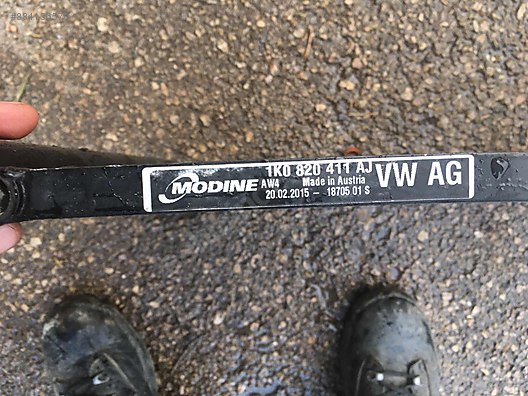 MODINE
1K0 820 411 AJ
AW4 Made in Austria
20.02.2015 - 18705 01 S
VW AG